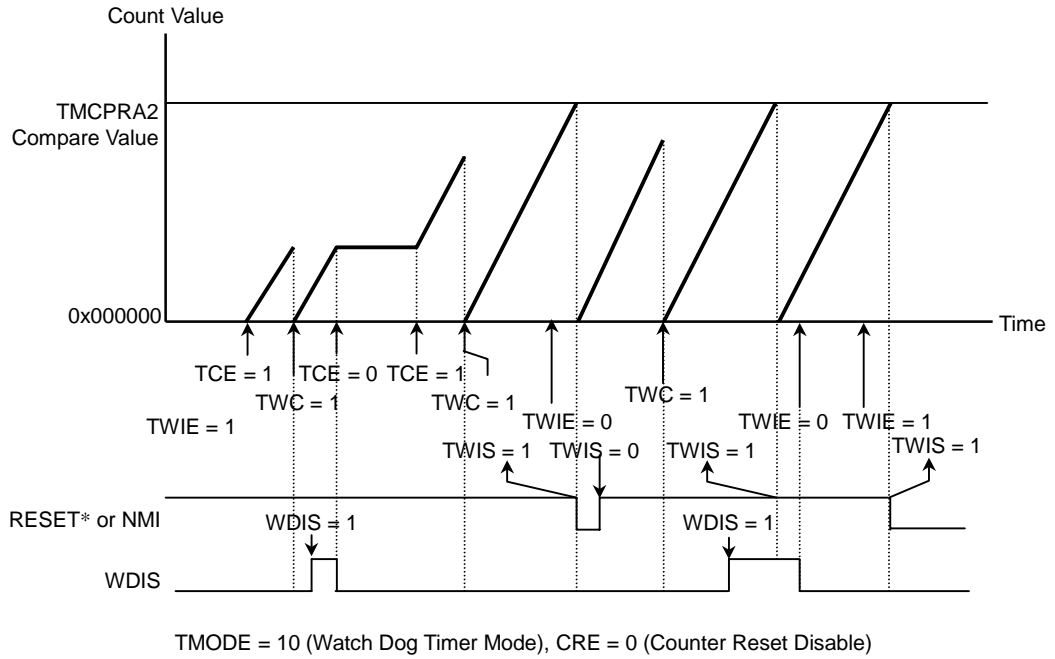 Count Value
TMCPRA2
Compare Value
0x000000
Time
TCE = 1
TCE = 0
TCE = 1
TWC = 1
TWC = 1
TWC = 1
TWIE = 1
TWIE = 0
TWIE = 0
TWIE = 1
TWIS = 1
TWIS = 0
TWIS = 1
TWIS = 1
RESET* or NMI
WDIS = 1
WDIS = 1
WDIS
TMODE = 10 (Watch Dog Timer Mode), CRE = 0 (Counter Reset Disable)